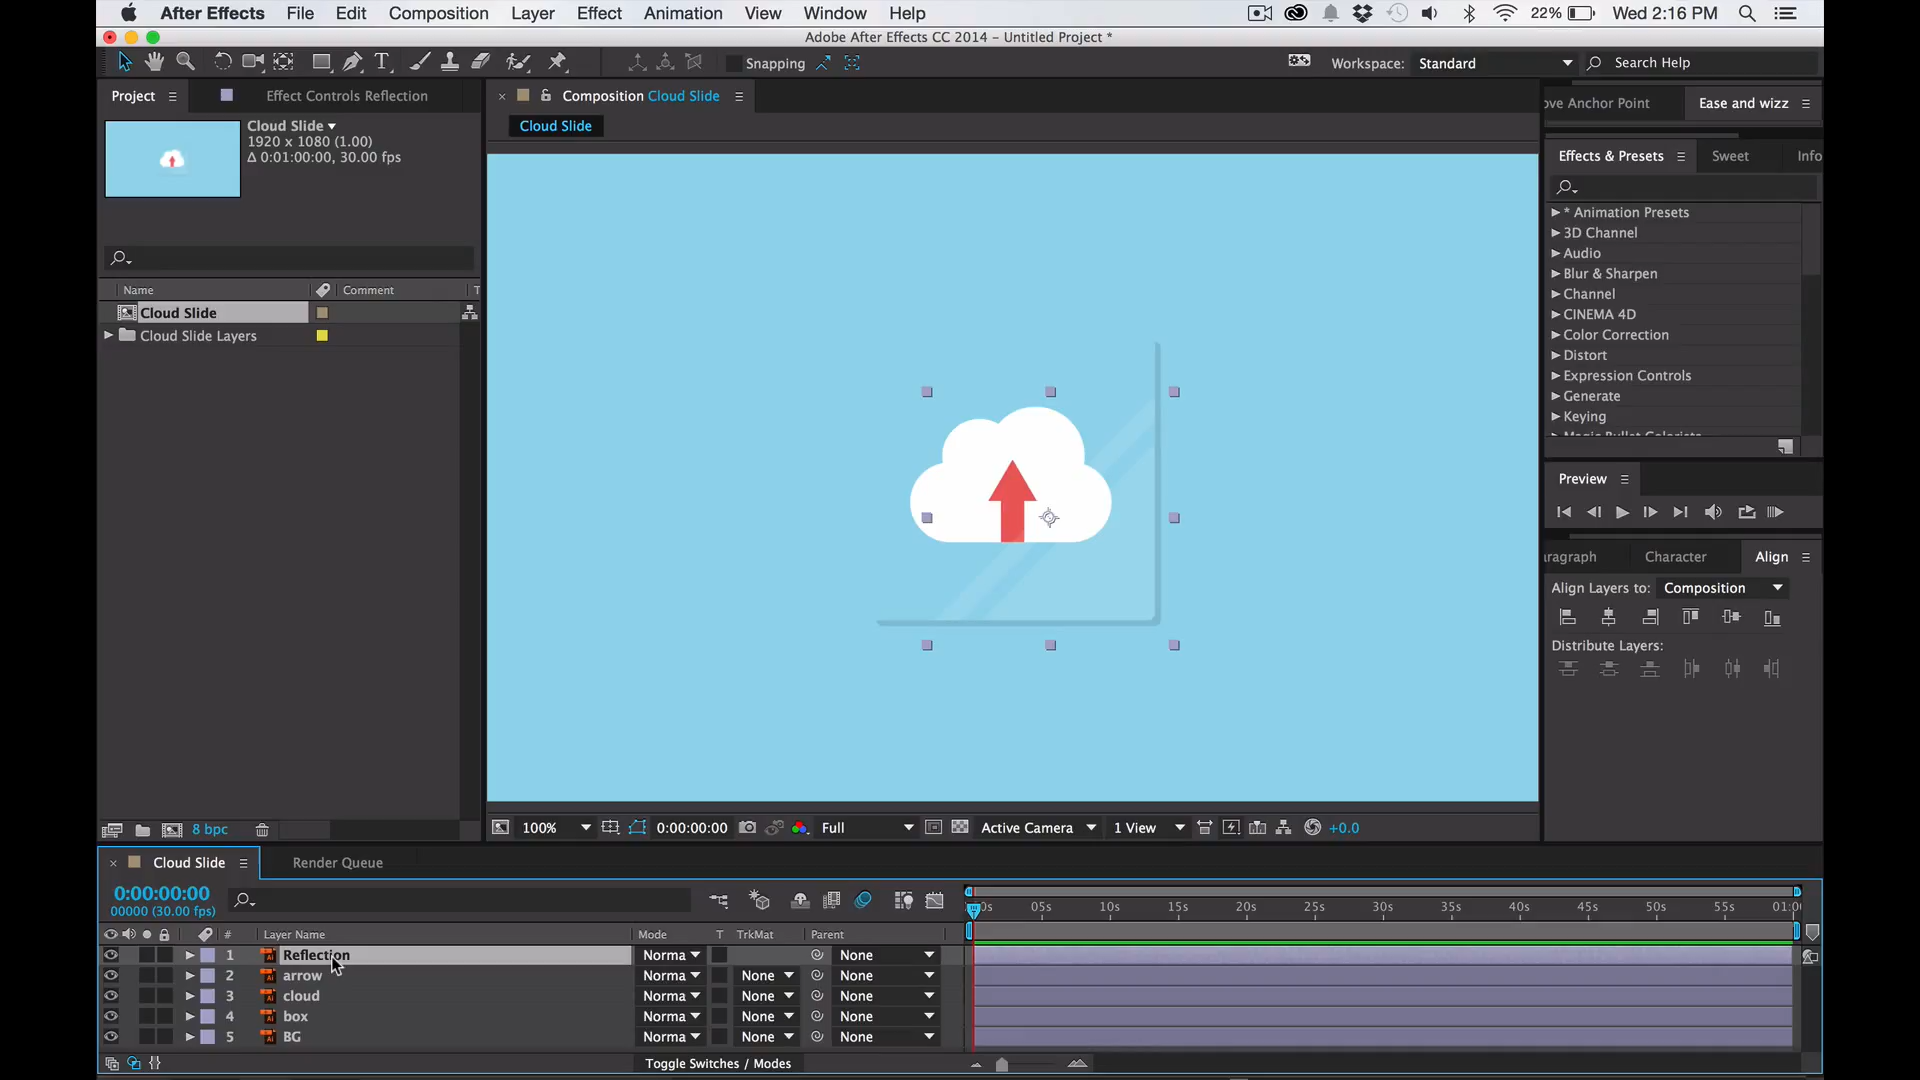 After Effects File Edit Composition Layer Effect Animation View Window Help 22% Wed 2:16 PM
Adobe After Effects CC 2014 – Untitled Project *
Snapping Workspace: Standard Search Help
Project Effect Controls Reflection Composition Cloud Slide ove Anchor Point Ease and wizz
Cloud Slide
1920 x 1080 (1.00)
Δ 0:01:00:00, 30.00 fps
Cloud Slide
Effects & Presets Sweet Info
* Animation Presets
3D Channel
Audio
Blur & Sharpen
Channel
CINEMA 4D
Color Correction
Distort
Expression Controls
Generate
Keying
Magic Bullet Colorista
Name Comment T
Cloud Slide
Cloud Slide Layers
Preview
aragraph Character Align
Align Layers to: Composition
Distribute Layers:
8 bpc 100% 0:00:00:00 Full Active Camera 1 View +0.0
Cloud Slide Render Queue
0:00:00:00
00000 (30.00 fps)
0s 05s 10s 15s 20s 25s 30s 35s 40s 45s 50s 55s 01:0
# Layer Name Mode T TrkMat Parent
1 Reflection Norma None
2 arrow Norma None None
3 cloud Norma None None
4 box Norma None None
5 BG Norma None None
Toggle Switches / Modes